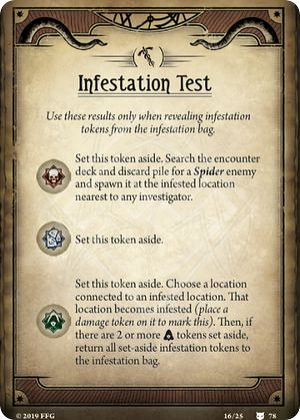 Infestation Test
Use these results only when revealing infestation
tokens from the infestation bag.
Set this token aside. Search the encounter
deck and discard pile for a Spider enemy
and spawn it at the infested location
nearest to any investigator.
Set this token aside.
Set this token aside. Choose a location
connected to an infested location. That
location becomes infested (place a
damage token on it to mark this). Then, if
there are 2 or more tokens set aside,
return all set-aside infestation tokens to
the infestation bag.
© 2019 FFG
16/25
78